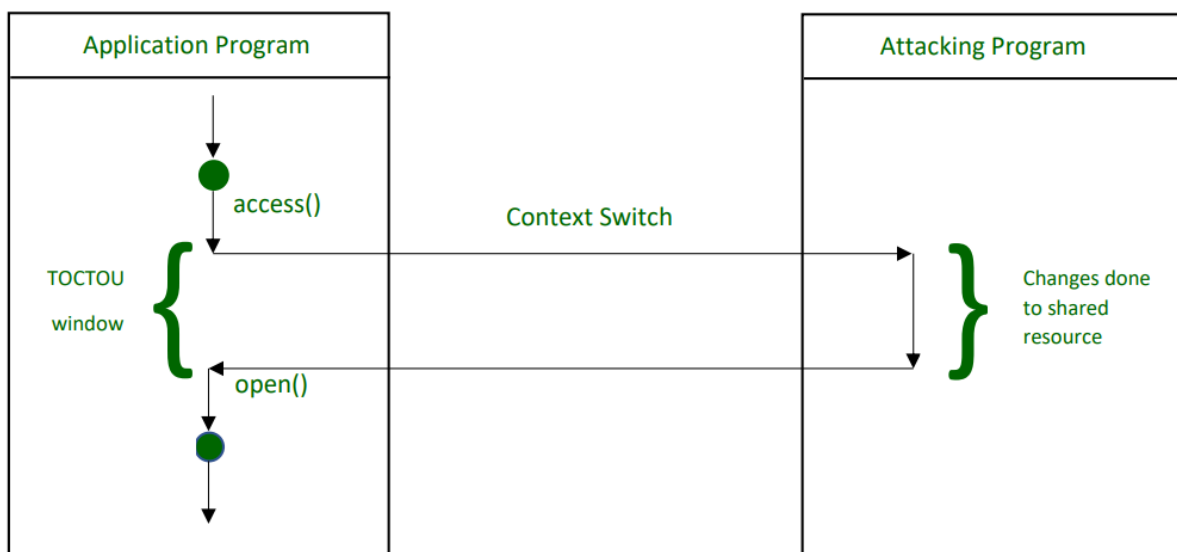 Application Program
Attacking Program
access()
Context Switch
TOCTOU
window
Changes done
to shared
resource
open()